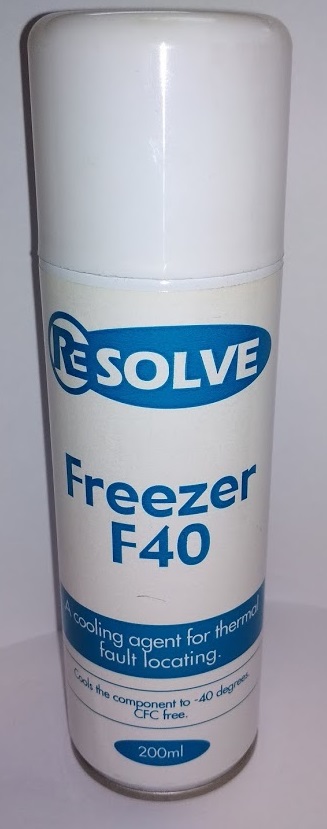 RESOLVE
Freezer
F40
A cooling agent for thermal
fault locating.
Cools the component to -40 degrees.
CFC free.
200ml